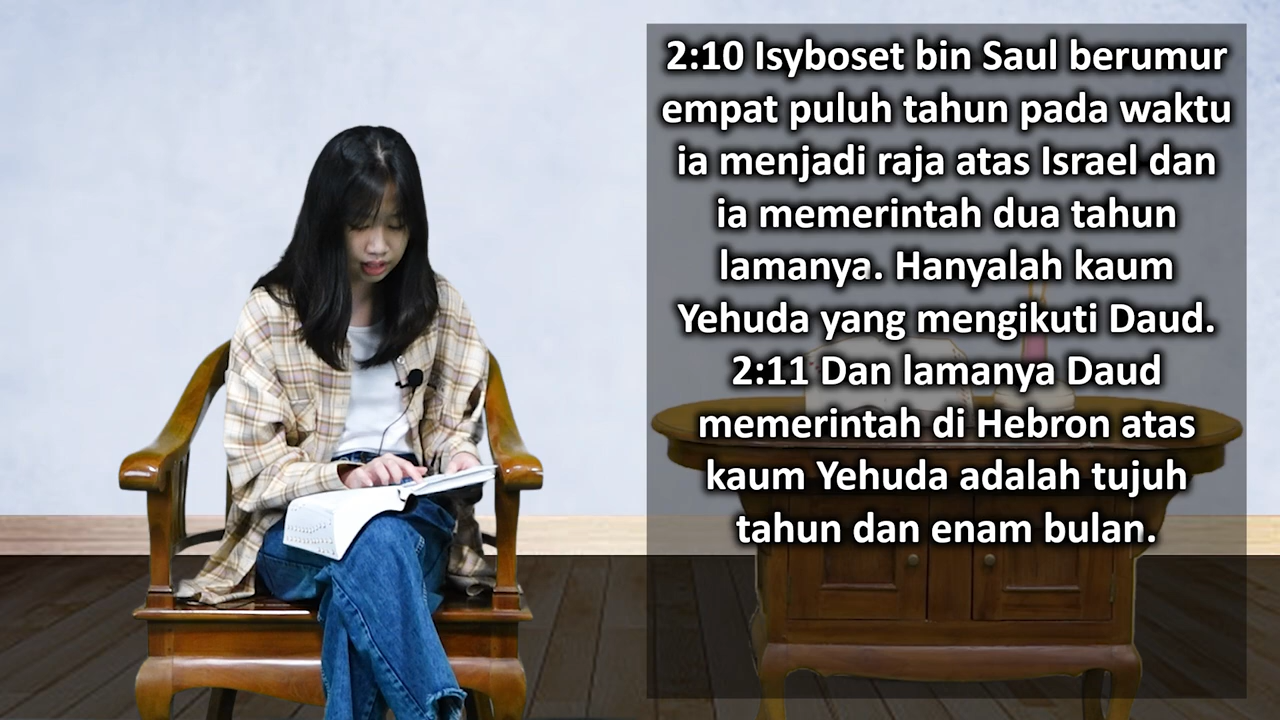 2:10 Isyboset bin Saul berumur
empat puluh tahun pada waktu
ia menjadi raja atas Israel dan
ia memerintah dua tahun
lamanya. Hanyalah kaum
Yehuda yang mengikuti Daud.
2:11 Dan lamanya Daud
memerintah di Hebron atas
kaum Yehuda adalah tujuh
tahun dan enam bulan.